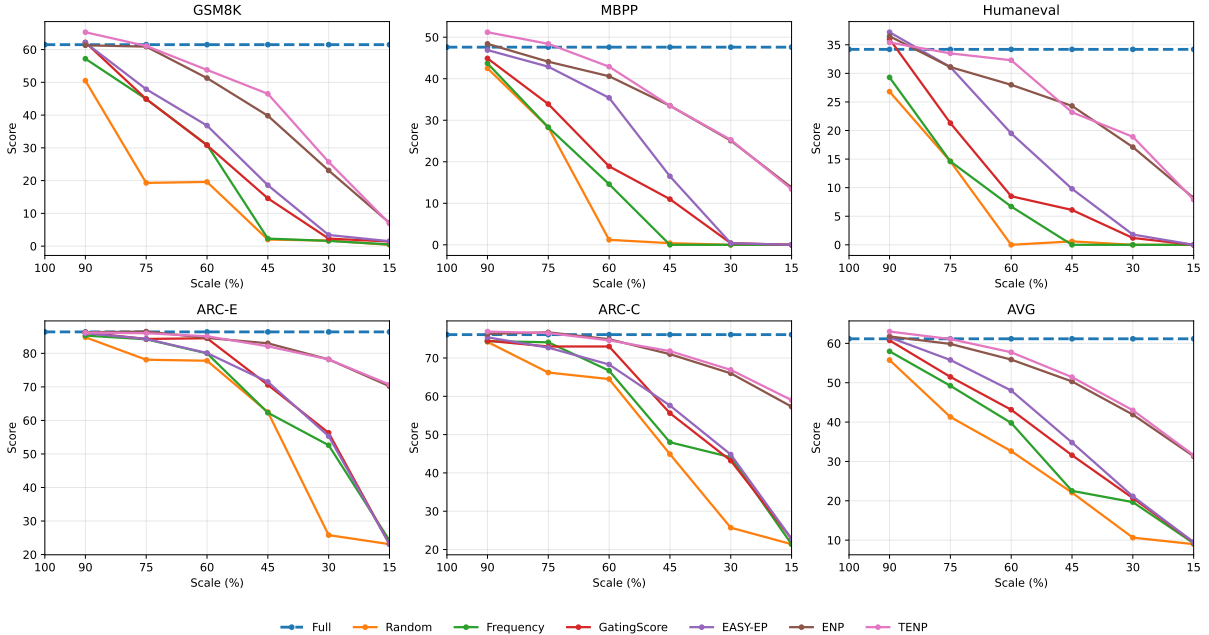 GSM8K
MBPP
Humaneval
Score
60
50
40
30
20
10
0
100 90 75 60 45 30 15
Scale (%)
Score
50
40
30
20
10
0
100 90 75 60 45 30 15
Scale (%)
Score
35
30
25
20
15
10
5
0
100 90 75 60 45 30 15
Scale (%)
ARC-E
ARC-C
AVG
Score
80
70
60
50
40
30
20
100 90 75 60 45 30 15
Scale (%)
Score
70
60
50
40
30
20
100 90 75 60 45 30 15
Scale (%)
Score
60
50
40
30
20
10
100 90 75 60 45 30 15
Scale (%)
Full Random Frequency GatingScore EASY-EP ENP TENP